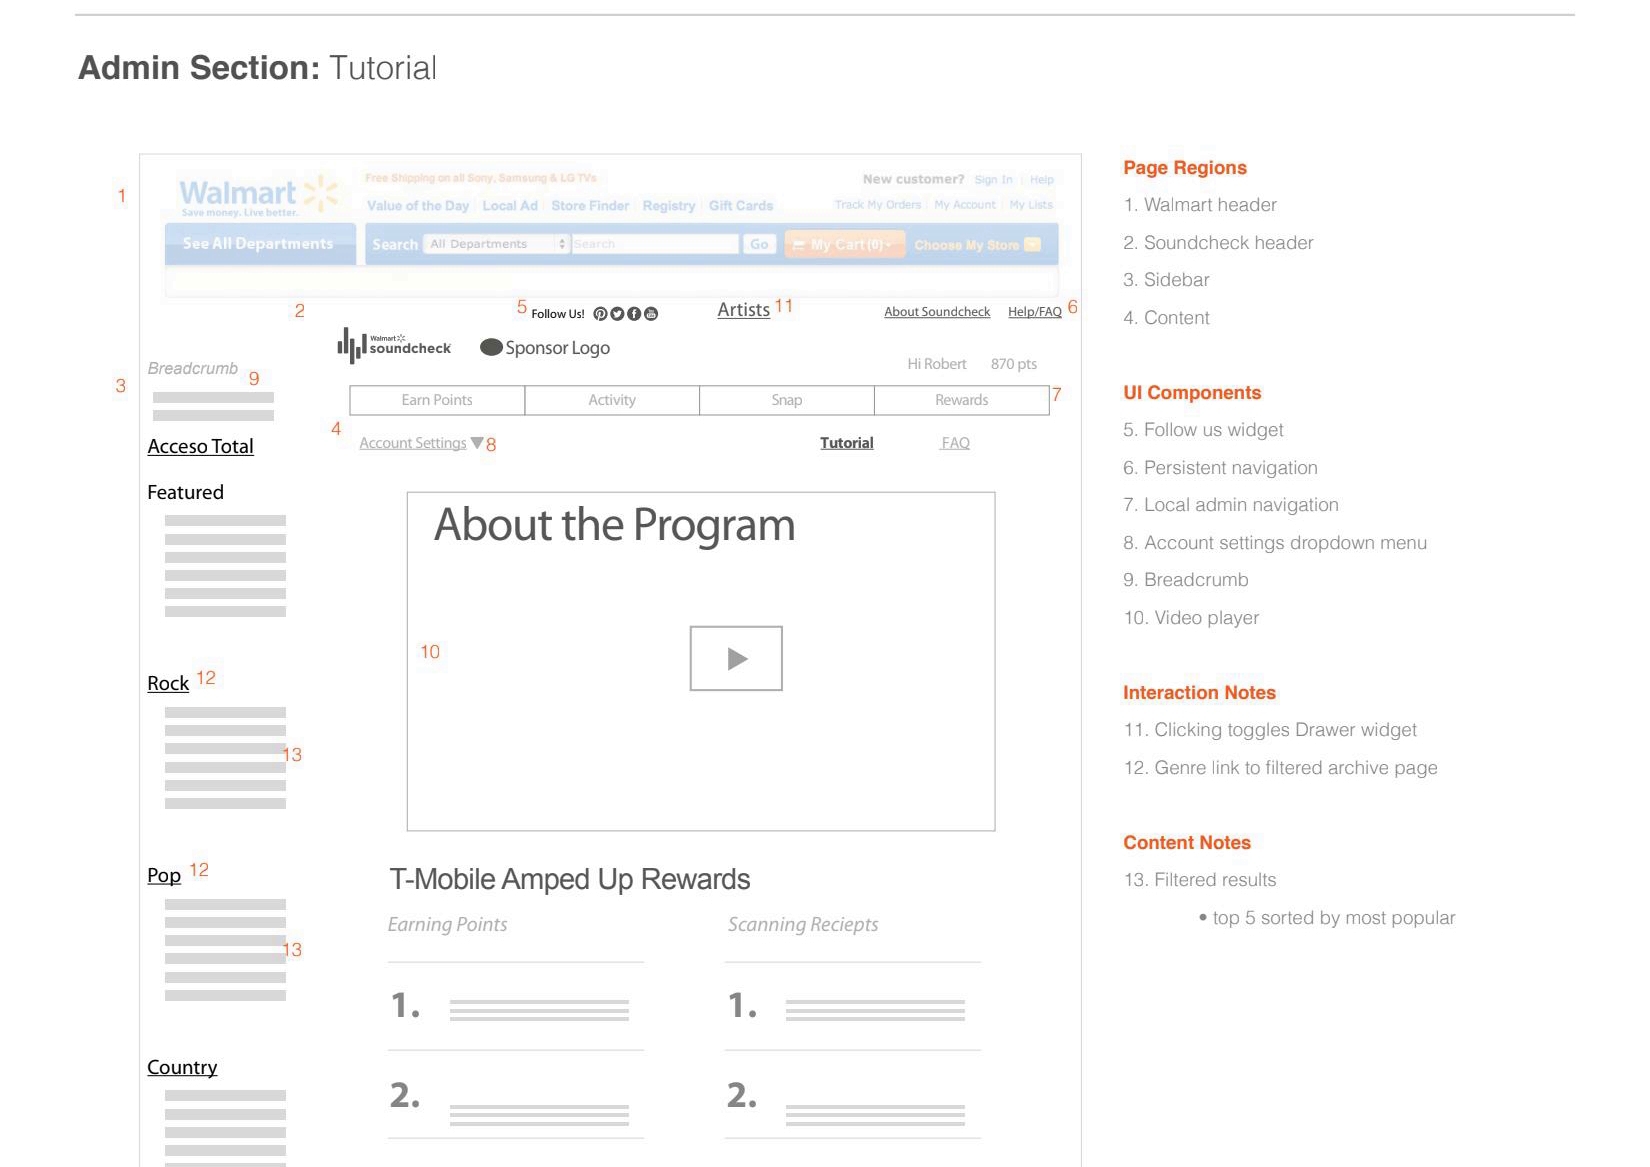 Admin Section: Tutorial
1
Walmart
Save money. Live better.
Free Shipping on all Sony, Samsung & LG TVs
New customer? Sign In Help
Value of the Day Local Ad Store Finder Registry Gift Cards
Track My Orders My Account My Lists
See All Departments
Search All Departments Search Go My Cart (0) Choose My Store
2
5 Follow Us!
Artists 11
About Soundcheck Help/FAQ 6
Walmart
soundcheck
Sponsor Logo
Hi Robert 870 pts
3
Breadcrumb
9
Earn Points Activity Snap Rewards 7
4
Account Settings 8
Tutorial FAQ
Acceso Total
Featured
Rock 12
13
Pop 12
13
Country
About the Program
10
T-Mobile Amped Up Rewards
Earning Points Scanning Reciepts
1. 1.
2. 2.
Page Regions
1. Walmart header
2. Soundcheck header
3. Sidebar
4. Content
UI Components
5. Follow us widget
6. Persistent navigation
7. Local admin navigation
8. Account settings dropdown menu
9. Breadcrumb
10. Video player
Interaction Notes
11. Clicking toggles Drawer widget
12. Genre link to filtered archive page
Content Notes
13. Filtered results
• top 5 sorted by most popular